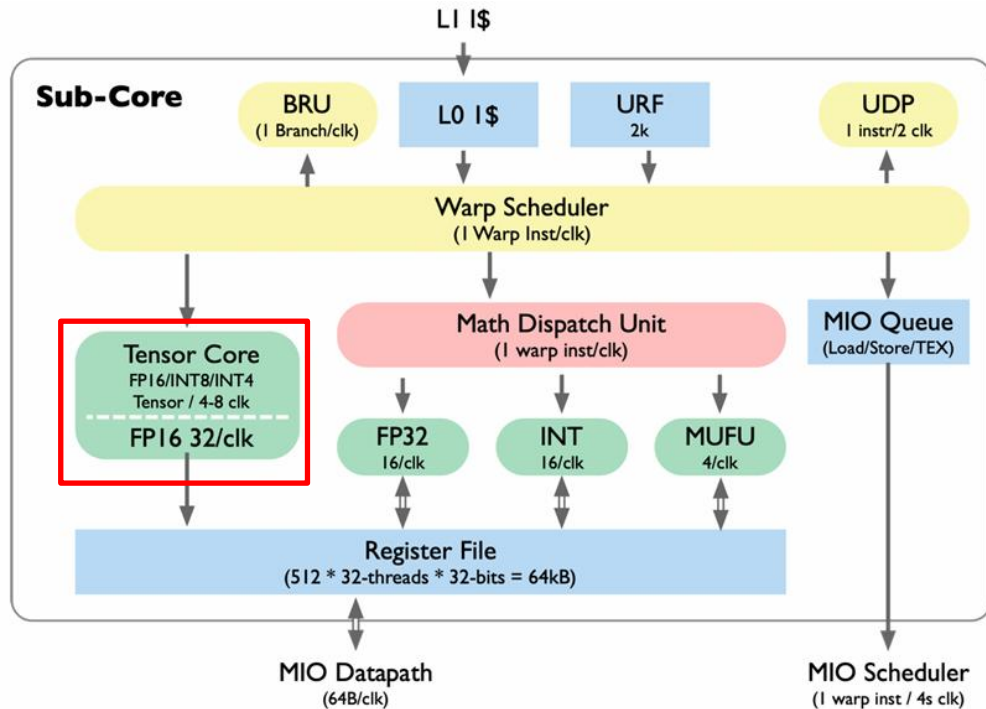 L1 I$
Sub-Core
BRU
(1 Branch/clk)
L0 I$
URF
2k
UDP
1 instr/2 clk
Warp Scheduler
(1 Warp Inst/clk)
Tensor Core
FP16/INT8/INT4
Tensor / 4-8 clk
FP16 32/clk
Math Dispatch Unit
(1 warp inst/clk)
MIO Queue
(Load/Store/TEX)
FP32
16/clk
INT
16/clk
MUFU
4/clk
Register File
(512 * 32-threads * 32-bits = 64kB)
MIO Datapath
(64B/clk)
MIO Scheduler
(1 warp inst / 4s clk)